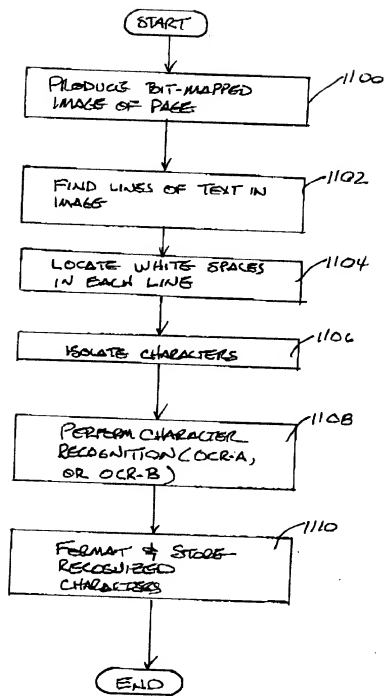 START
PRODUCE BIT-MAPPED
IMAGE OF PAGE
1100
FIND LINES OF TEXT IN
IMAGE
1102
LOCATE WHITE SPACES
IN EACH LINE
1104
ISOLATE CHARACTERS
1106
PERFORM CHARACTER
RECOGNITION (OCR-A,
OR OCR-B)
1108
FORMAT & STORE
RECOGNIZED
CHARACTERS
1110
END